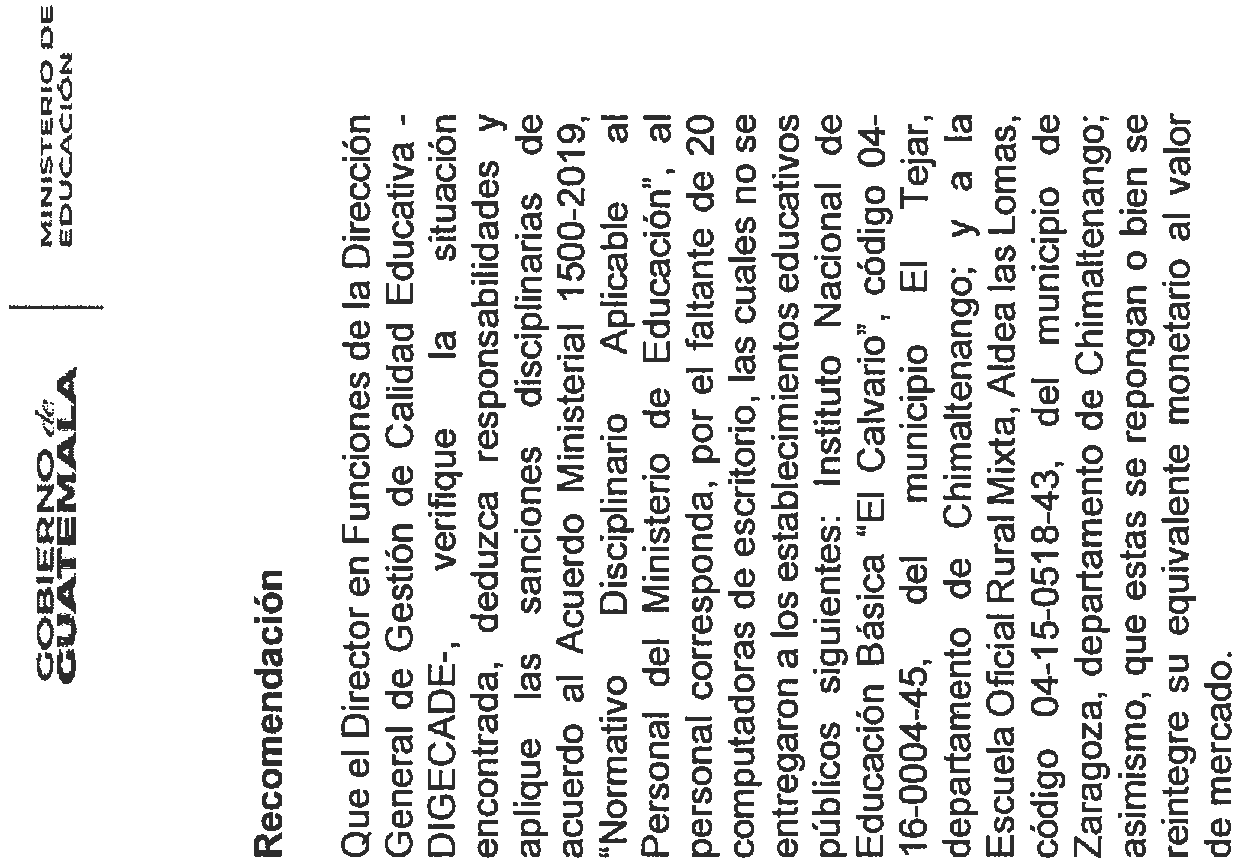 GOBIERNO de
GUATEMALA
MINISTERIO DE
EDUCACIÓN
Recomendación
Que el Director en Funciones de la Dirección
General de Gestión de Calidad Educativa -
DIGECADE-, verifique la situación
encontrada, deduzca responsabilidades y
aplique las sanciones disciplinarias de
acuerdo al Acuerdo Ministerial 1500-2019,
“Normativo Disciplinario Aplicable al
Personal del Ministerio de Educación”, al
personal corresponda, por el faltante de 20
computadoras de escritorio, las cuales no se
entregaron a los establecimientos educativos
públicos siguientes: Instituto Nacional de
Educación Básica “El Calvario”, código 04-
16-0004-45, del municipio El Tejar,
departamento de Chimaltenango; y a la
Escuela Oficial Rural Mixta, Aldea las Lomas,
código 04-15-0518-43, del municipio de
Zaragoza, departamento de Chimaltenango;
asimismo, que estas se repongan o bien se
reintegre su equivalente monetario al valor
de mercado.